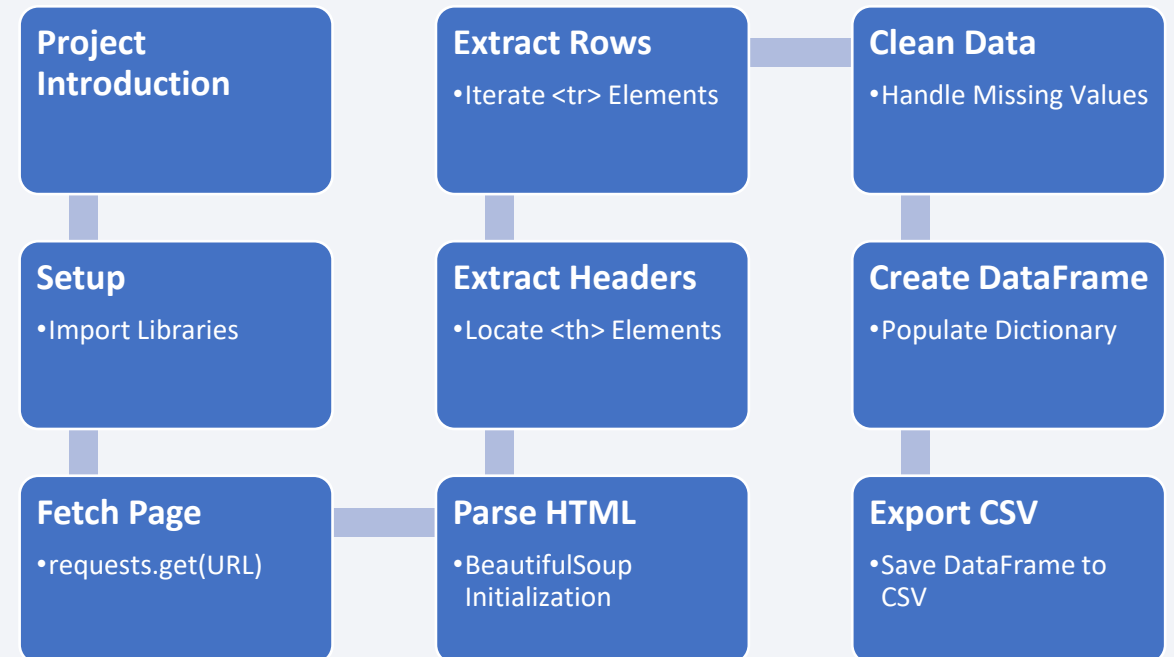 Project
Introduction
Setup
•Import Libraries
Fetch Page
•requests.get(URL)
Parse HTML
•BeautifulSoup
Initialization
Extract Headers
•Locate <th> Elements
Extract Rows
•Iterate <tr> Elements
Clean Data
•Handle Missing Values
Create DataFrame
•Populate Dictionary
Export CSV
•Save DataFrame to
CSV